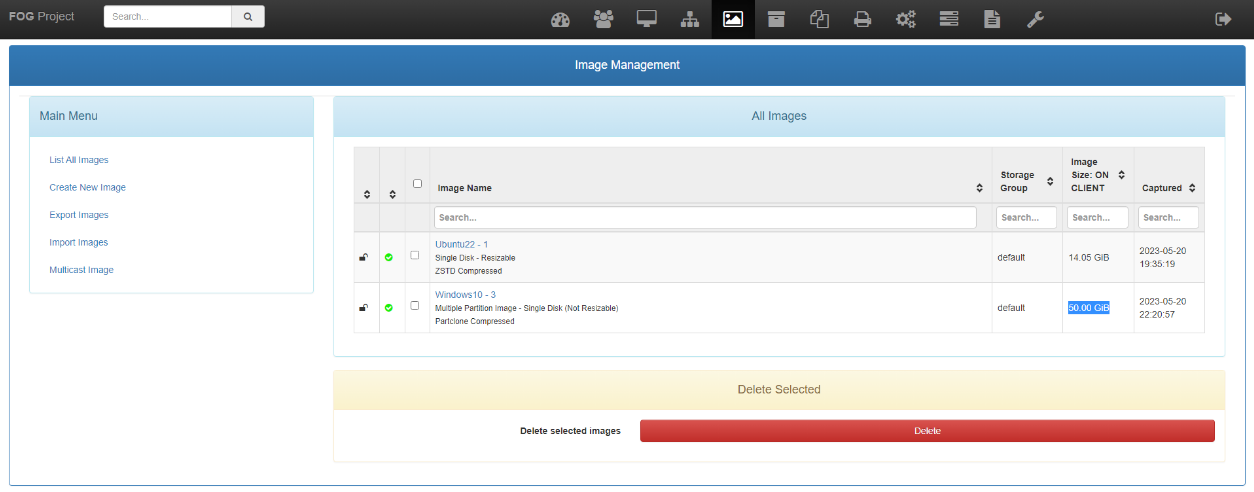 FOG Project
Search...
Image Management
Main Menu
List All Images
Create New Image
Export Images
Import Images
Multicast Image
All Images
Image Name
Storage
Group
Image
Size: ON
CLIENT
Captured
Search...
Search...
Search...
Search...
Ubuntu22 - 1
Single Disk - Resizable
ZSTD Compressed
default
14.05 GiB
2023-05-20
19:35:19
Windows10 - 3
Multiple Partition Image - Single Disk (Not Resizable)
Partclone Compressed
default
50.00 GiB
2023-05-20
22:20:57
Delete Selected
Delete selected images
Delete